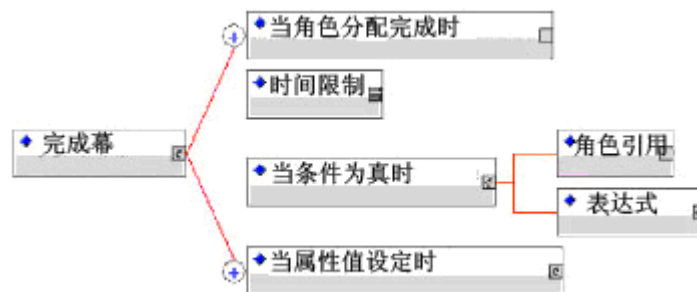 当角色分配完成时
时间限制
完成幕
当条件为真时
角色引用
表达式
当属性值设定时